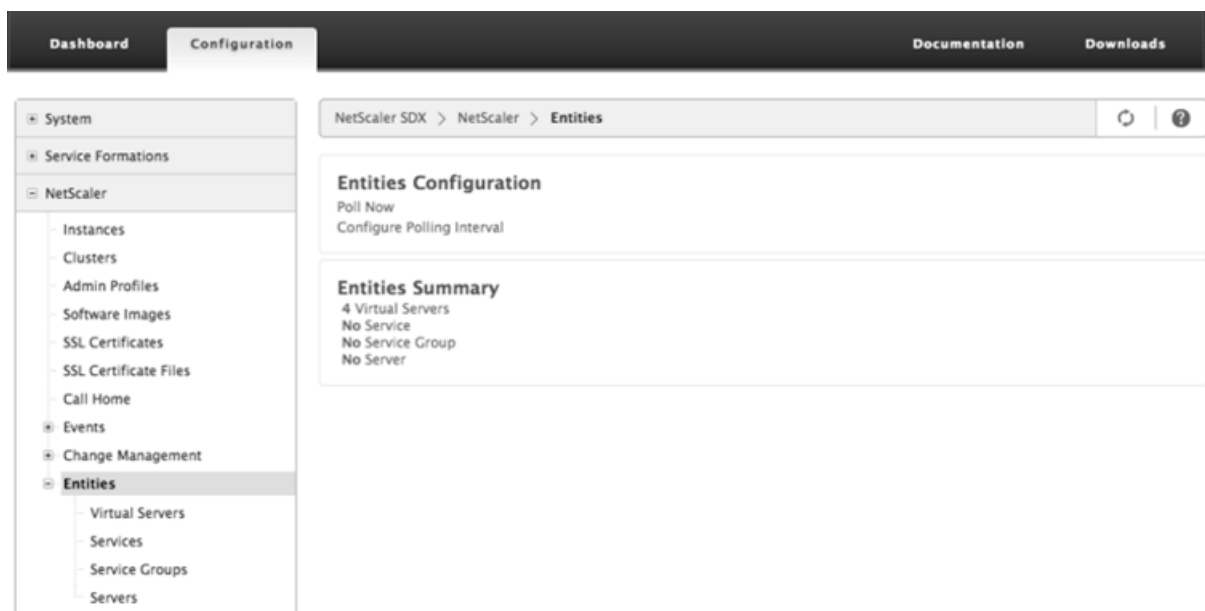 Dashboard
Configuration
Documentation
Downloads
System
Service Formations
NetScaler
Instances
Clusters
Admin Profiles
Software Images
SSL Certificates
SSL Certificate Files
Call Home
Events
Change Management
Entities
Virtual Servers
Services
Service Groups
Servers
NetScaler SDX > NetScaler > Entities
Entities Configuration
Poll Now
Configure Polling Interval
Entities Summary
4 Virtual Servers
No Service
No Service Group
No Server